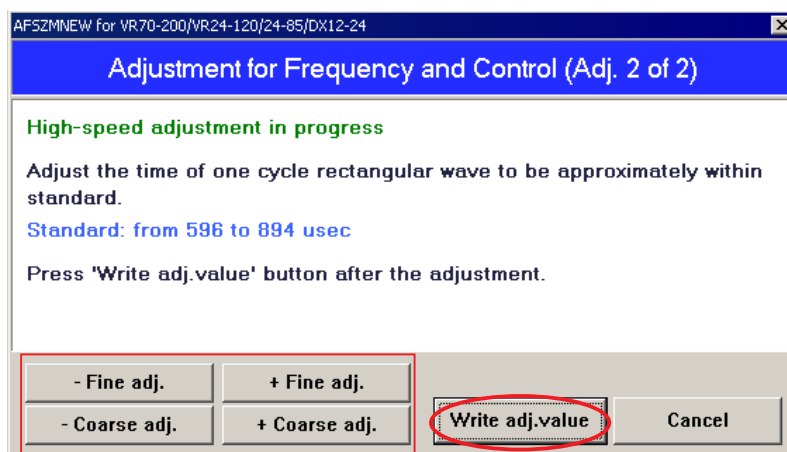 AFSZMNEW for VR70-200/VR24-120/24-85/DX12-24
Adjustment for Frequency and Control (Adj. 2 of 2)
High-speed adjustment in progress
Adjust the time of one cycle rectangular wave to be approximately within
standard.
Standard: from 596 to 894 usec
Press 'Write adj.value' button after the adjustment.
- Fine adj.
+ Fine adj.
- Coarse adj.
+ Coarse adj.
Write adj.value
Cancel